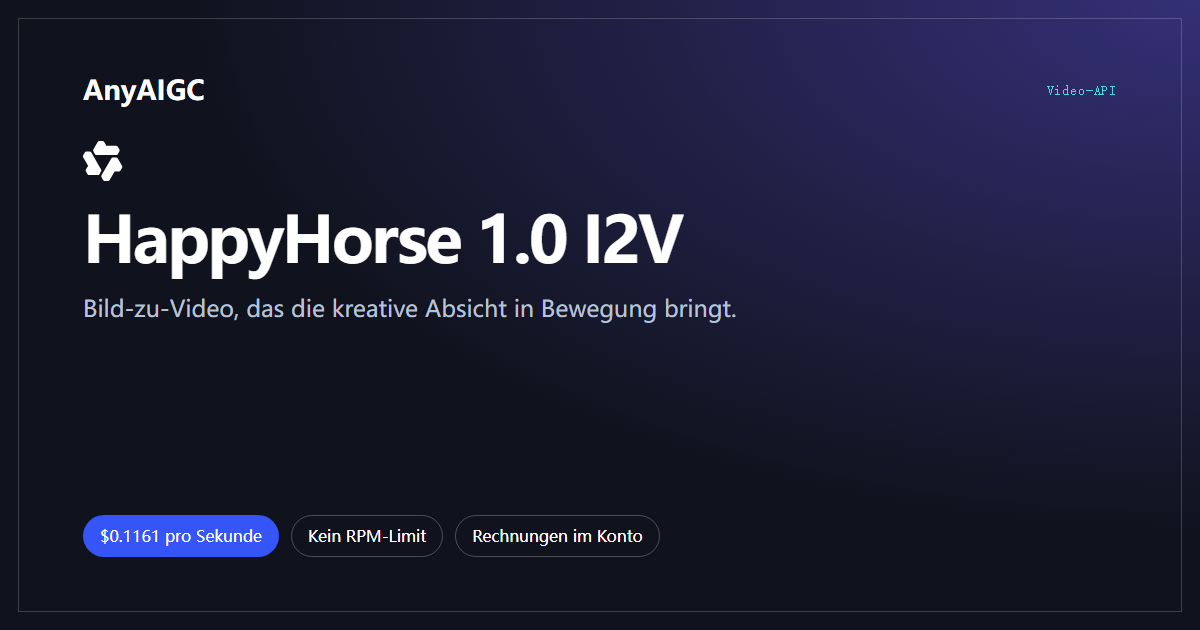 AnyAIGC
Video-API
HappyHorse 1.0 I2V
Bild-zu-Video, das die kreative Absicht in Bewegung bringt.
$0.1161 pro Sekunde
Kein RPM-Limit
Rechnungen im Konto